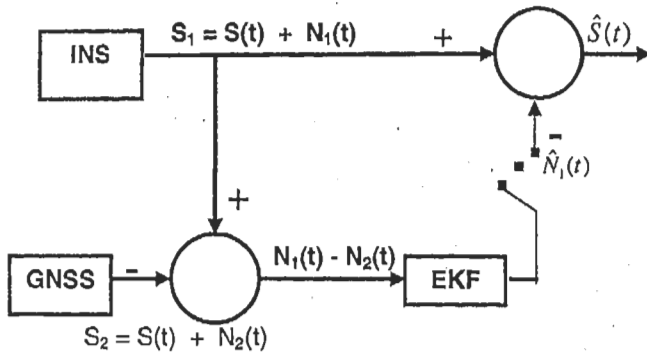 INS
S₁ = S(t) + N₁(t)
+
Ŝ(t)
-
N̂₁(t)
+
GNSS
-
N₁(t) - N₂(t)
EKF
S₂ = S(t) + N₂(t)